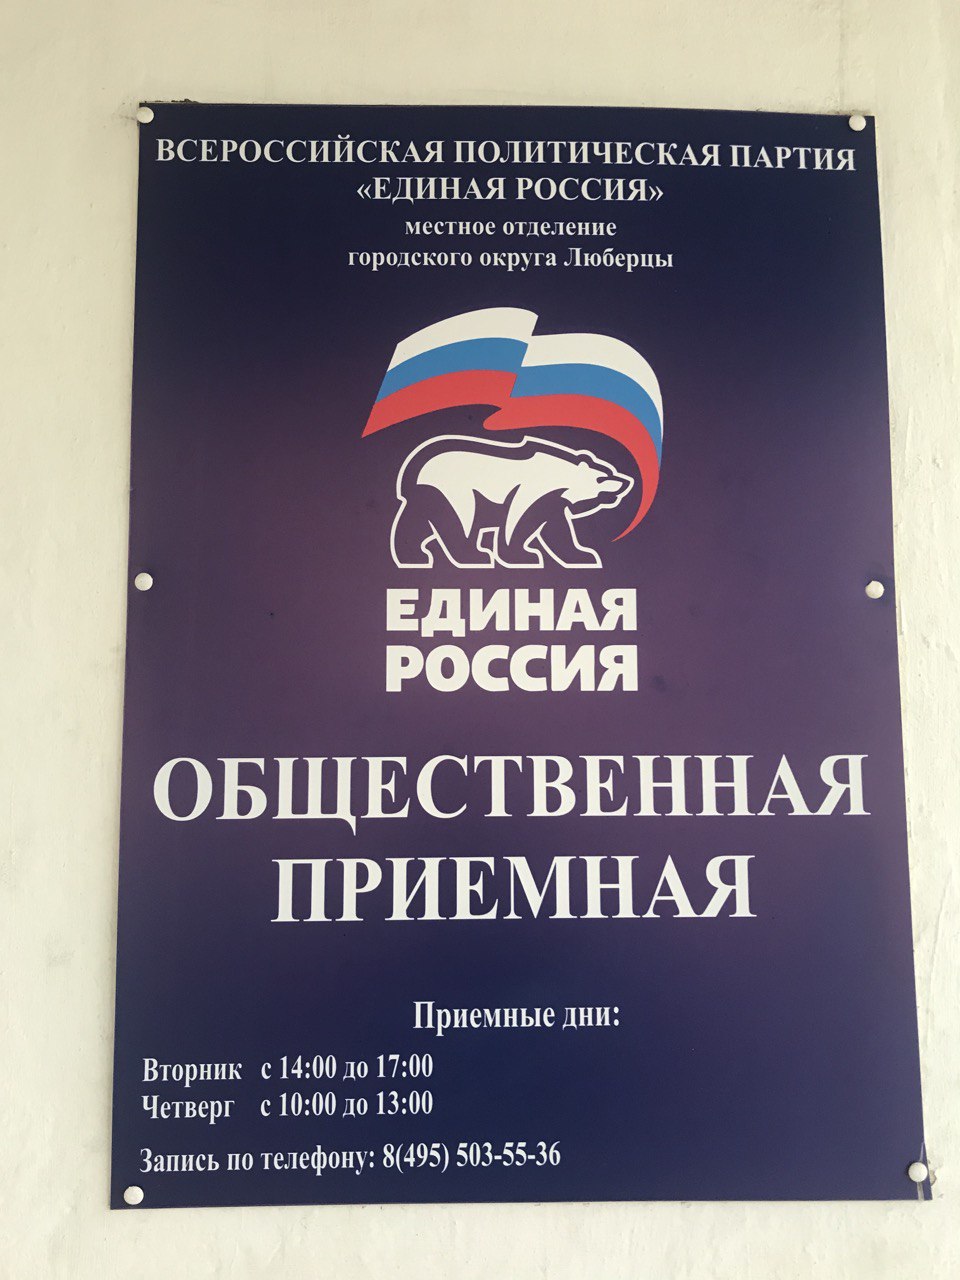 ВСЕРОССИЙСКАЯ ПОЛИТИЧЕСКАЯ ПАРТИЯ
«ЕДИНАЯ РОССИЯ»
местное отделение
городского округа Люберцы
ЕДИНАЯ
РОССИЯ
ОБЩЕСТВЕННАЯ
ПРИЕМНАЯ
Приемные дни:
Вторник с 14:00 до 17:00
Четверг с 10:00 до 13:00
Запись по телефону: 8(495) 503-55-36